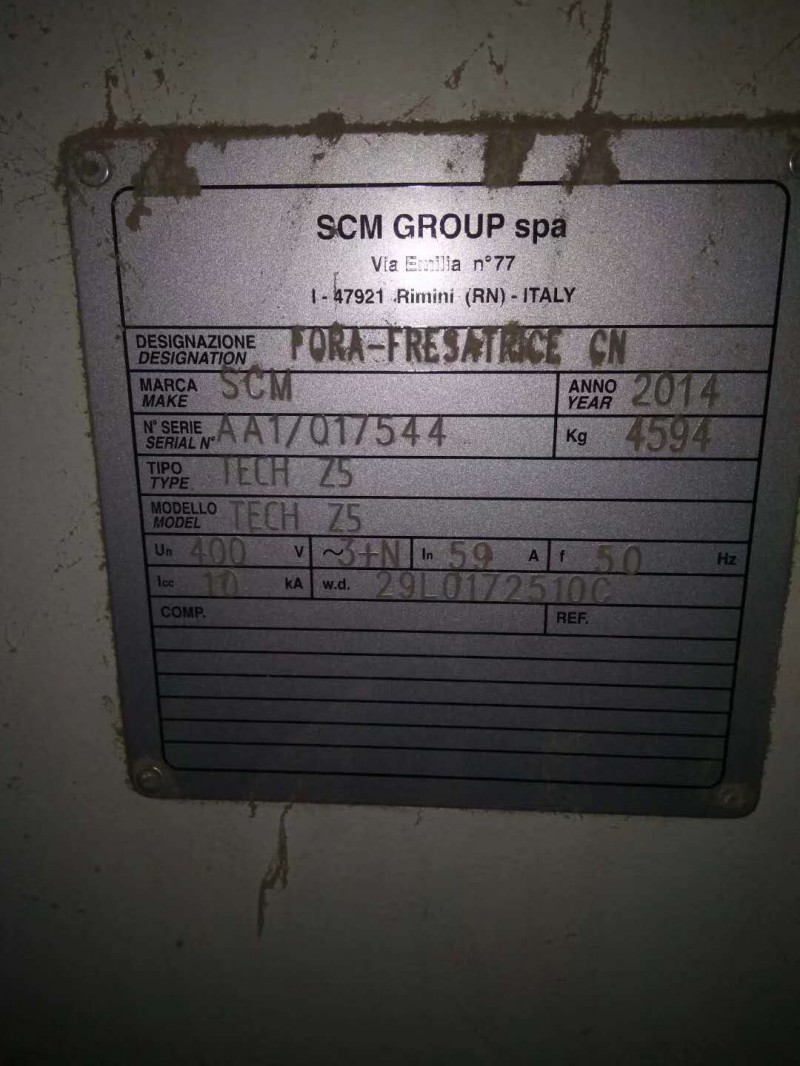 SCM GROUP spa
Via Emilia n°77
I - 47921 Rimini (RN) - ITALY
DESIGNAZIONE
DESIGNATION
FORA-FRESATRICE CN
MARCA
MAKE
SCM
ANNO
YEAR
2014
N° SERIE
SERIAL N°
AA1/017544
Kg 4594
TIPO
TYPE
TECH Z5
MODELLO
MODEL
TECH Z5
Un 400 V ~3+N In 59 A f 50 Hz
Icc 10 kA w.d. 29L0172510C
COMP. REF.